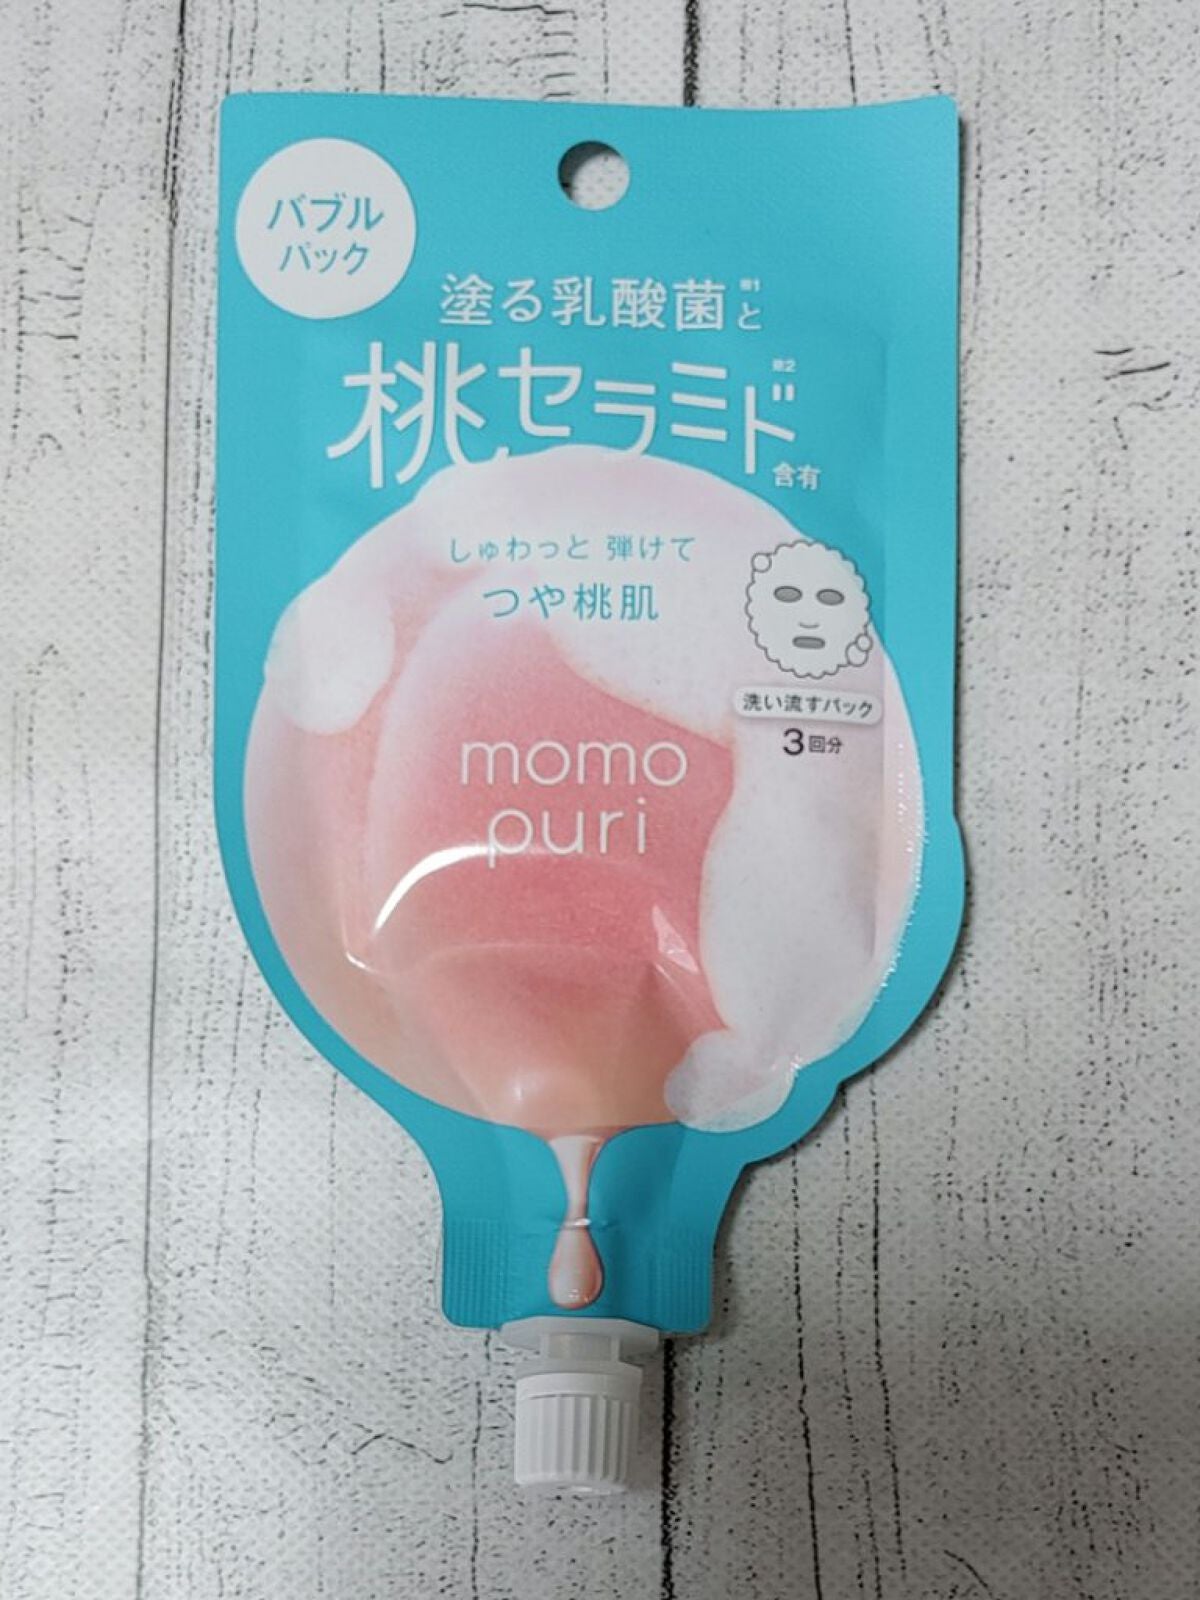 バブル
パック
塗る乳酸菌※1と
桃セラミド※2
含有
しゅわっと 弾けて
つや桃肌
洗い流すパック
3回分
momo
puri